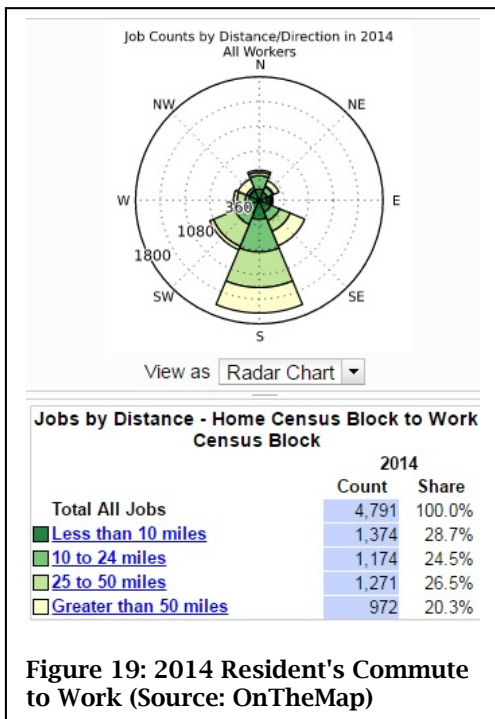 Job Counts by Distance/Direction in 2014
All Workers
N
NW
NE
W
360
E
1080
1800
SW
SE
S
View as Radar Chart
Jobs by Distance - Home Census Block to Work
Census Block
2014
Count Share
Total All Jobs 4,791 100.0%
Less than 10 miles 1,374 28.7%
10 to 24 miles 1,174 24.5%
25 to 50 miles 1,271 26.5%
Greater than 50 miles 972 20.3%
Figure 19: 2014 Resident's Commute
to Work (Source: OnTheMap)